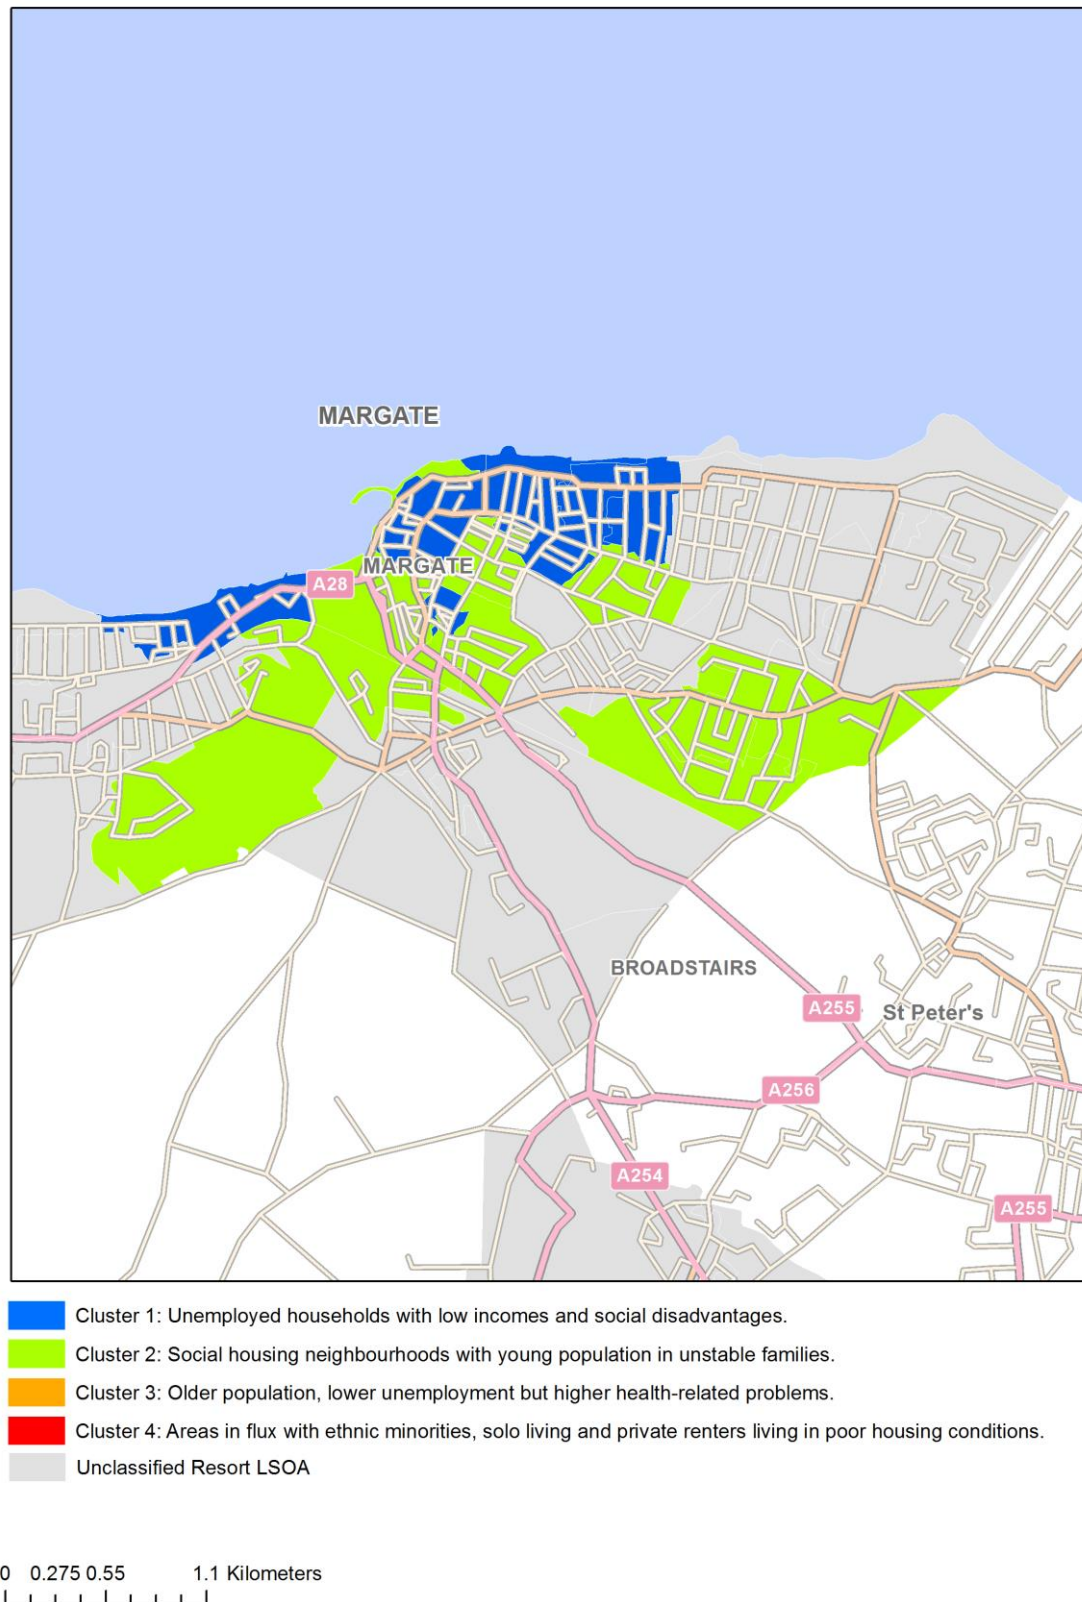 MARGATE
MARGATE
A28
BROADSTAIRS
A255
St Peter's
A256
A254
A255
Cluster 1: Unemployed households with low incomes and social disadvantages.
Cluster 2: Social housing neighbourhoods with young population in unstable families.
Cluster 3: Older population, lower unemployment but higher health-related problems.
Cluster 4: Areas in flux with ethnic minorities, solo living and private renters living in poor housing conditions.
Unclassified Resort LSOA
0 0.275 0.55 1.1 Kilometers